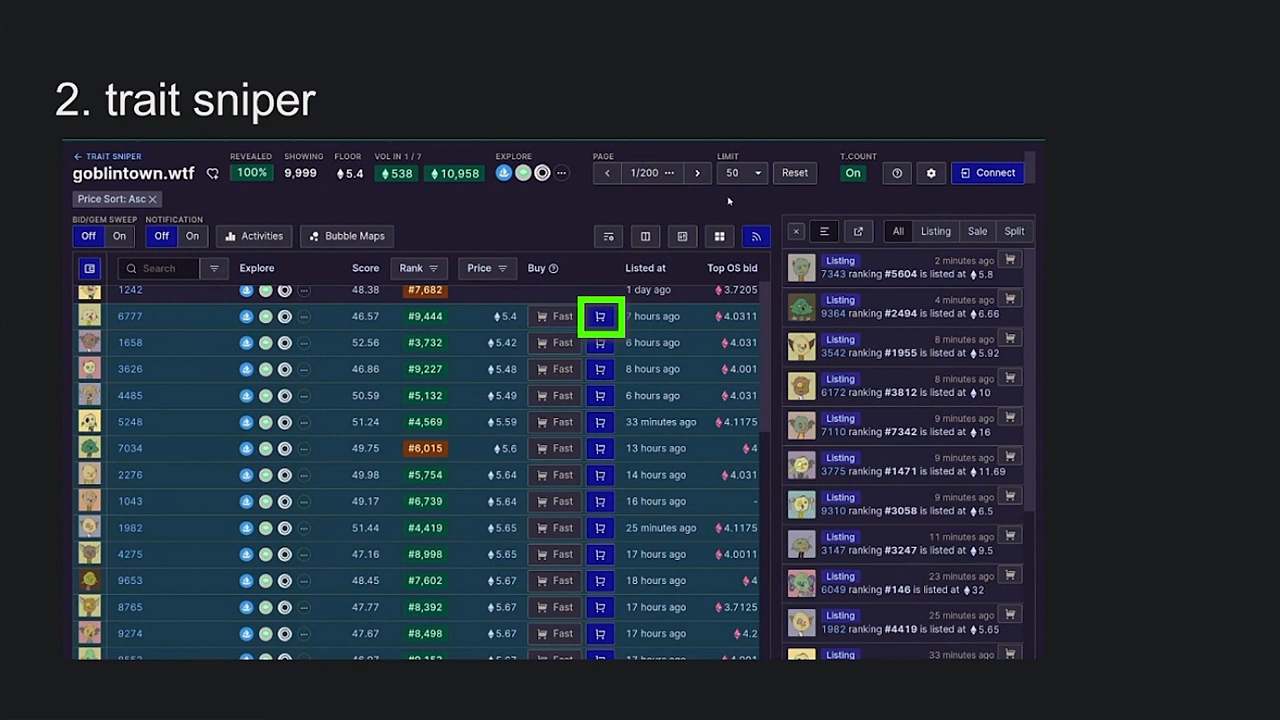 2. trait sniper
← TRAIT SNIPER
goblintown.wtf
REVEALED
100%
SHOWING
9,999
FLOOR
5.4
VOL IN 1 / 7
538
10,958
EXPLORE
PAGE
1/200
LIMIT
50
Reset
T.COUNT
On
Connect
Price Sort: Asc
BID/GEM SWEEP
Off On
NOTIFICATION
Off On
Activities
Bubble Maps
All Listing Sale Split
Search Explore Score Rank Price Buy Listed at Top OS bid
1242 48.38 #7,682 1 day ago 3.7205
6777 46.57 #9,444 5.4 Fast 7 hours ago 4.0311
1658 52.56 #3,732 5.42 Fast 6 hours ago 4.031
3626 46.86 #9,227 5.48 Fast 8 hours ago 4.001
4485 50.59 #5,132 5.49 Fast 6 hours ago 4.031
5248 51.24 #4,569 5.59 Fast 33 minutes ago 4.1175
7034 49.75 #6,015 5.6 Fast 13 hours ago 4
2276 49.98 #5,754 5.64 Fast 14 hours ago 4.031
1043 49.17 #6,739 5.64 Fast 16 hours ago -
1982 51.44 #4,419 5.65 Fast 25 minutes ago 4.1175
4275 47.16 #8,998 5.65 Fast 17 hours ago 4.0011
9653 48.45 #7,602 5.67 Fast 18 hours ago 4
8765 47.77 #8,392 5.67 Fast 17 hours ago 3.7125
9274 47.67 #8,498 5.67 Fast 17 hours ago 4.2
Listing 2 minutes ago
7343 ranking #5604 is listed at 5.8
Listing 4 minutes ago
9364 ranking #2494 is listed at 6.66
Listing 8 minutes ago
3542 ranking #1955 is listed at 5.92
Listing 8 minutes ago
6172 ranking #3812 is listed at 10
Listing 9 minutes ago
7110 ranking #7342 is listed at 16
Listing 9 minutes ago
3775 ranking #1471 is listed at 11.69
Listing 9 minutes ago
9310 ranking #3058 is listed at 6.5
Listing 11 minutes ago
3147 ranking #3247 is listed at 9.5
Listing 23 minutes ago
6049 ranking #146 is listed at 32
Listing 25 minutes ago
1982 ranking #4419 is listed at 5.65
Listing 33 minutes ago